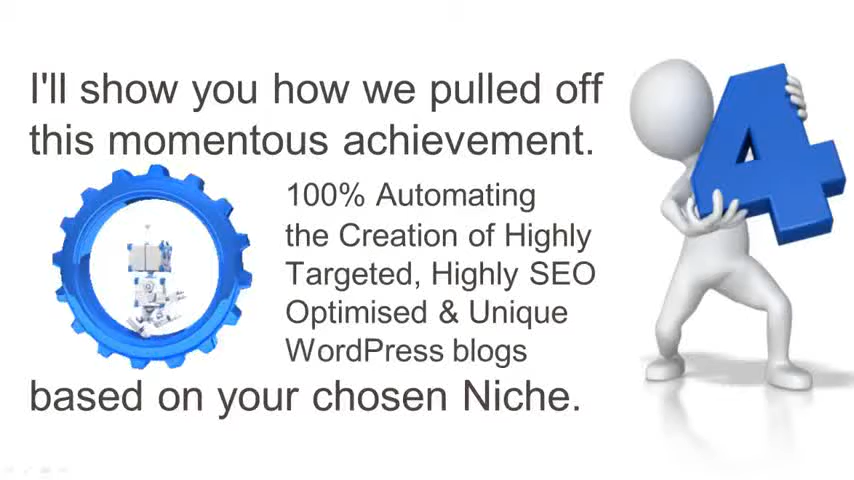 I'll show you how we pulled off
this momentous achievement.
100% Automating
the Creation of Highly
Targeted, Highly SEO
Optimised & Unique
WordPress blogs
based on your chosen Niche.
4